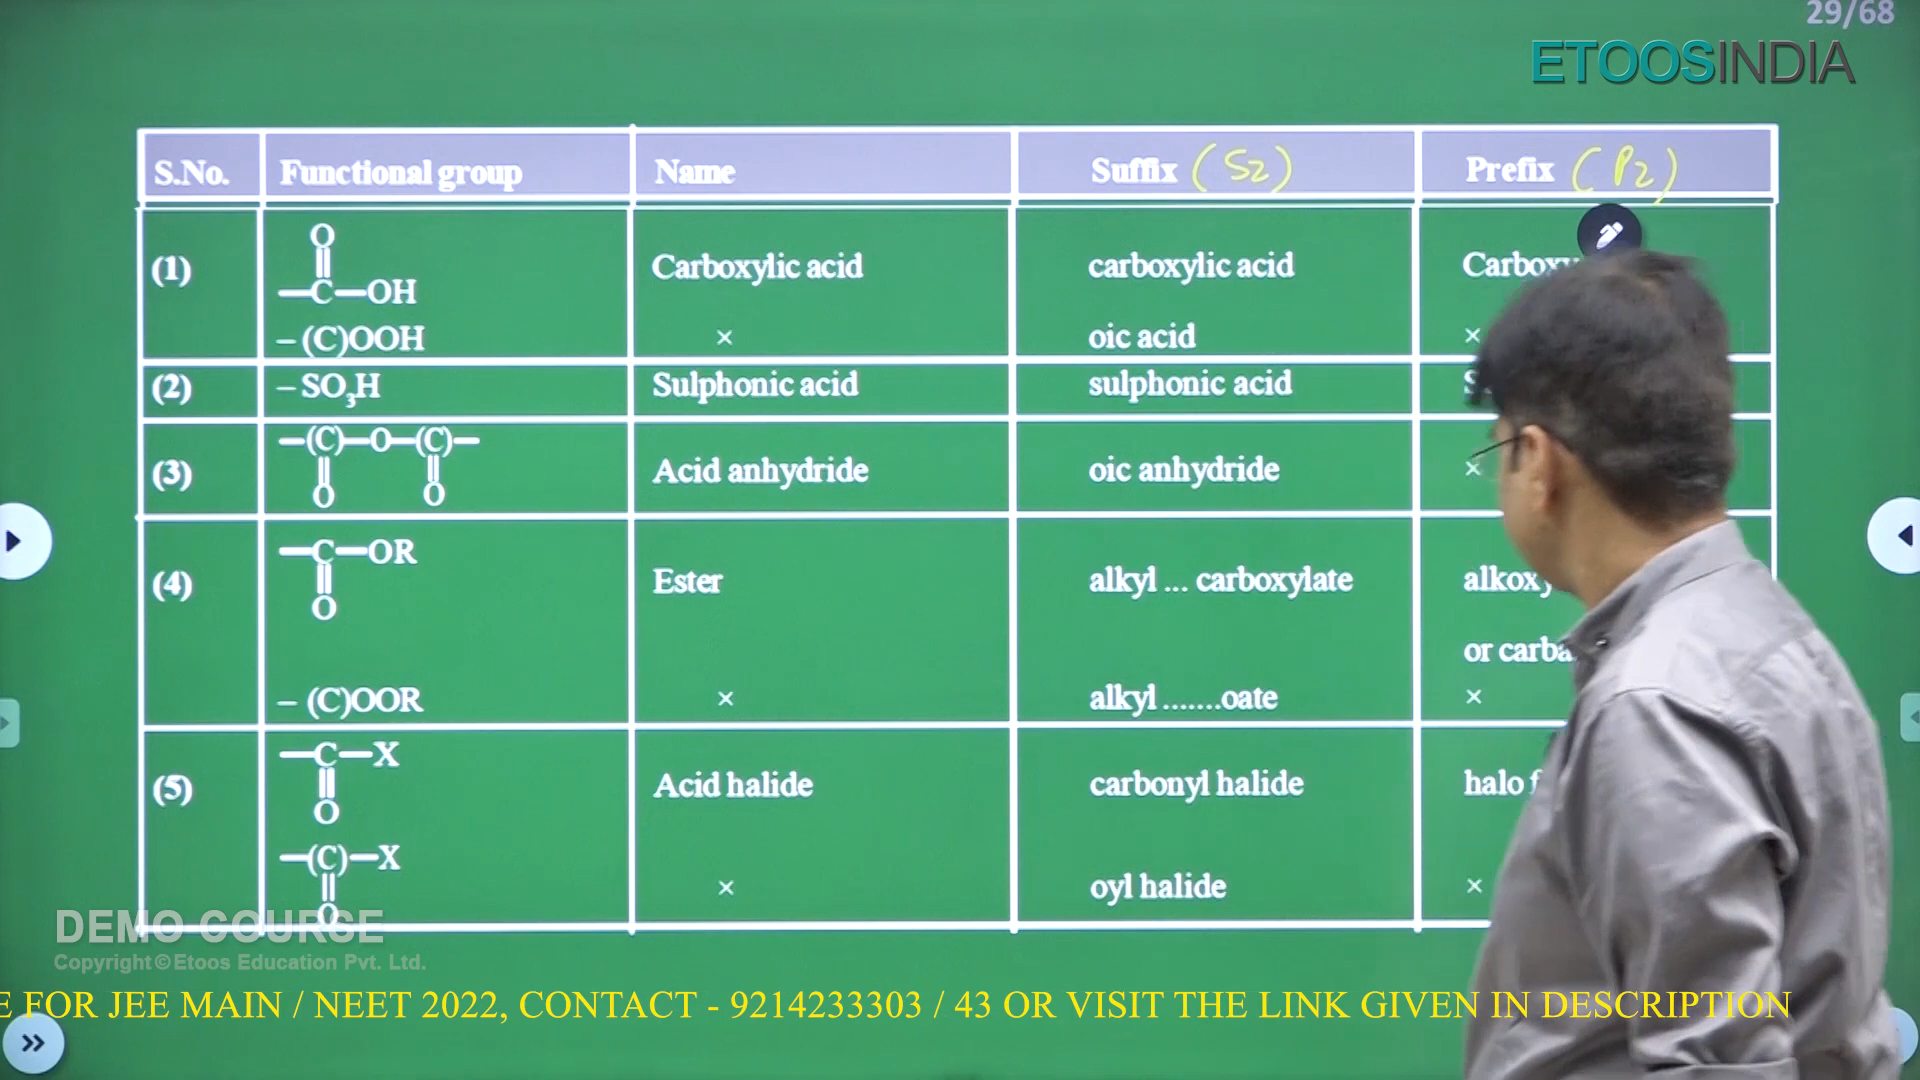 29/68
ETOOSINDIA
S.No. Functional group Name Suffix (S2) Prefix (P2)
(1)
O
—C—OH Carboxylic acid carboxylic acid
– (C)OOH × oic acid ×
(2) – SO3H Sulphonic acid sulphonic acid
(3) —(C)—O—(C)— Acid anhydride oic anhydride ×
O O
(4) —C—OR Ester alkyl ... carboxylate
O
or
– (C)OOR × alkyl .......oate ×
(5) —C—X Acid halide carbonyl halide halo
O
—(C)—X × oyl halide ×
O
DEMO COURSE
Copyright © Etoos Education Pvt. Ltd.
E FOR JEE MAIN / NEET 2022, CONTACT - 9214233303 / 43 OR VISIT THE LINK GIVEN IN DESCRIPTION